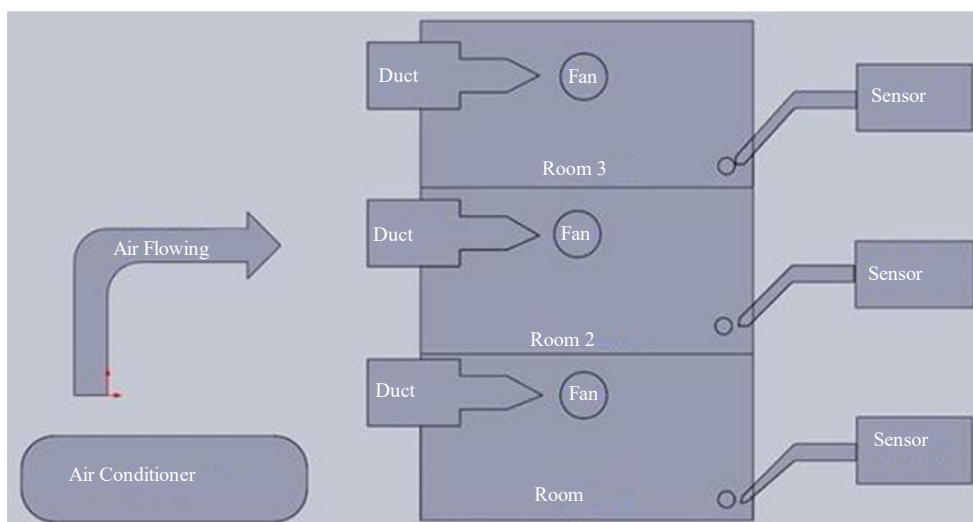 Duct
Fan
Sensor
Room 3
Air Flowing
Duct
Fan
Sensor
Room 2
Duct
Fan
Sensor
Air Conditioner
Room